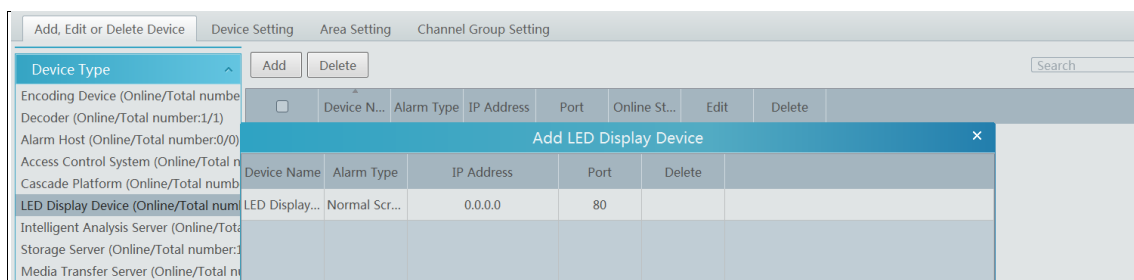 Add, Edit or Delete Device Device Setting Area Setting Channel Group Setting
Device Type
Add Delete Search
Encoding Device (Online/Total numbe
Decoder (Online/Total number:1/1)
Alarm Host (Online/Total number:0/0)
Access Control System (Online/Total n
Cascade Platform (Online/Total numb
LED Display Device (Online/Total num
Intelligent Analysis Server (Online/Tota
Storage Server (Online/Total number:1
Media Transfer Server (Online/Total nu
Device N... Alarm Type IP Address Port Online St... Edit Delete
Add LED Display Device ×
Device Name Alarm Type IP Address Port Delete
LED Display... Normal Scr... 0.0.0.0 80